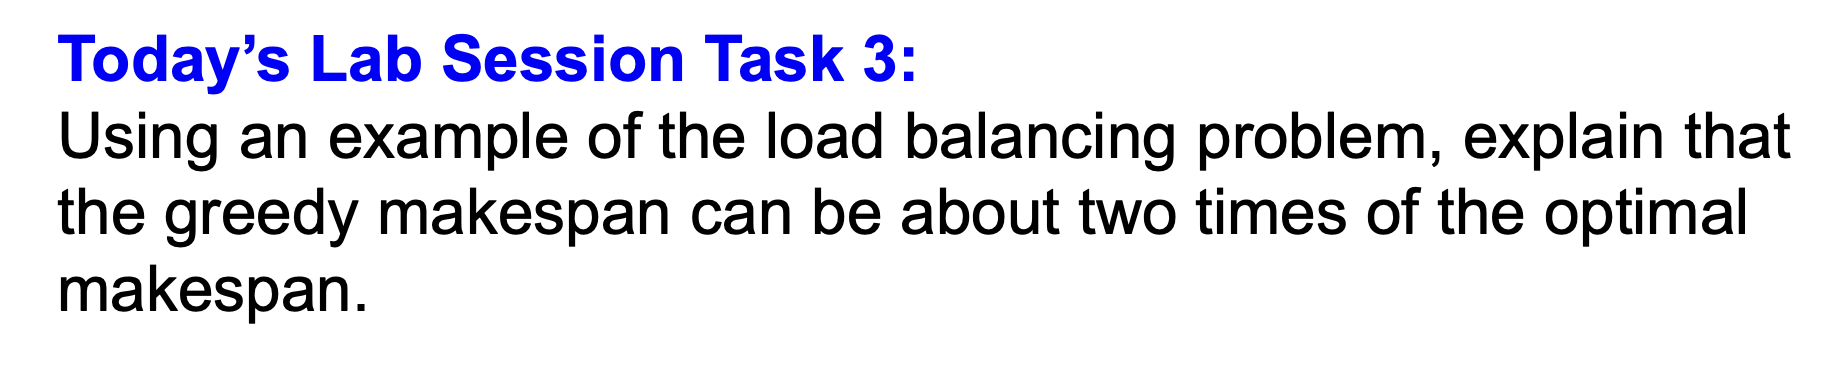 Today’s Lab Session Task 3:
Using an example of the load balancing problem, explain that
the greedy makespan can be about two times of the optimal
makespan.